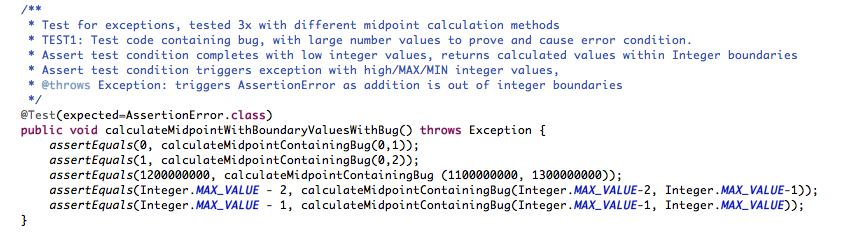 /**
* Test for exceptions, tested 3x with different midpoint calculation methods
* TEST1: Test code containing bug, with large number values to prove and cause error condition.
* Assert test condition completes with low integer values, returns calculated values within Integer boundaries
* Assert test condition triggers exception with high/MAX/MIN integer values,
* @throws Exception: triggers AssertionError as addition is out of integer boundaries
*/
@Test(expected=AssertionError.class)
public void calculateMidpointWithBoundaryValuesWithBug() throws Exception {
assertEquals(0, calculateMidpointContainingBug(0,1));
assertEquals(1, calculateMidpointContainingBug(0,2));
assertEquals(1200000000, calculateMidpointContainingBug (1100000000, 1300000000));
assertEquals(Integer.MAX_VALUE - 2, calculateMidpointContainingBug(Integer.MAX_VALUE-2, Integer.MAX_VALUE-1));
assertEquals(Integer.MAX_VALUE - 1, calculateMidpointContainingBug(Integer.MAX_VALUE-1, Integer.MAX_VALUE));
}